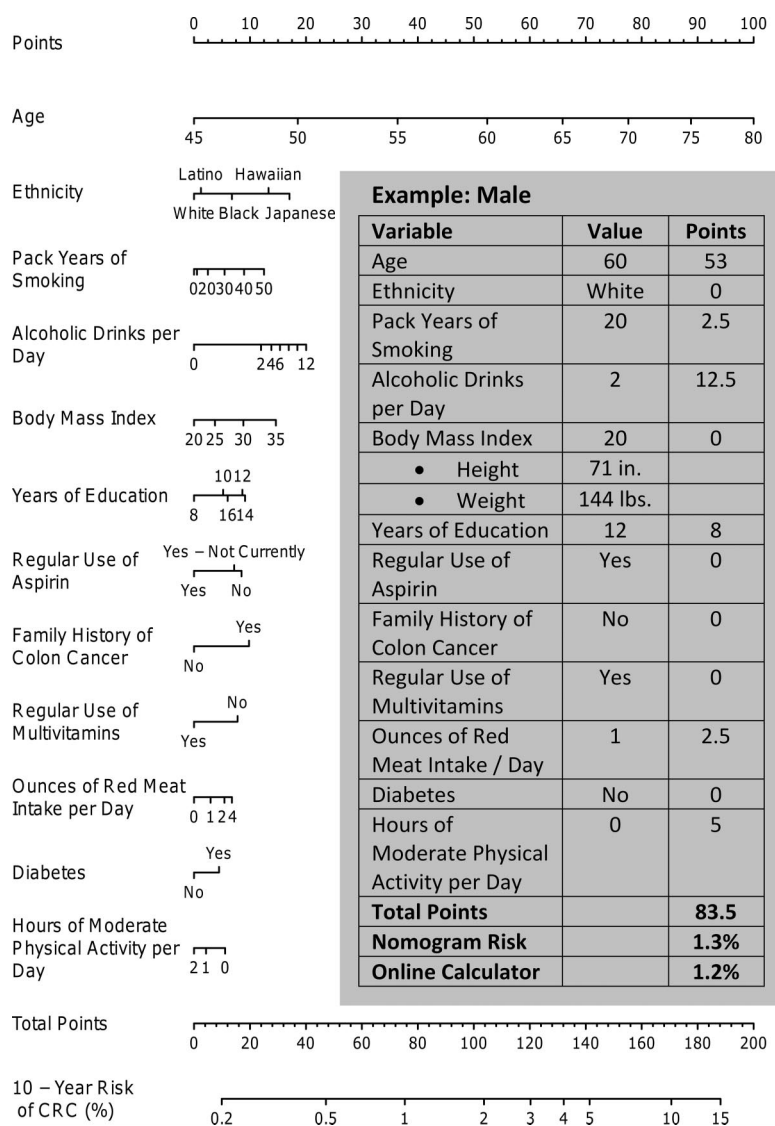 Points
0 10 20 30 40 50 60 70 80 90 100
Age
45 50 55 60 65 70 75 80
Ethnicity
Latino Hawaiian
White Black Japanese
Pack Years of
Smoking
0 20 30 40 50
Alcoholic Drinks per
Day
0 2 4 6 12
Body Mass Index
20 25 30 35
Years of Education
10 12
8 16 14
Regular Use of
Aspirin
Yes – Not Currently
Yes No
Family History of
Colon Cancer
Yes
No
Regular Use of
Multivitamins
No
Yes
Ounces of Red Meat
Intake per Day
0 1 2 4
Diabetes
Yes
No
Hours of Moderate
Physical Activity per
Day
2 1 0
Example: Male
Variable Value Points
Age 60 53
Ethnicity White 0
Pack Years of 20 2.5
Smoking
Alcoholic Drinks 2 12.5
per Day
Body Mass Index 20 0
• Height 71 in.
• Weight 144 lbs.
Years of Education 12 8
Regular Use of Yes 0
Aspirin
Family History of No 0
Colon Cancer
Regular Use of Yes 0
Multivitamins
Ounces of Red 1 2.5
Meat Intake / Day
Diabetes No 0
Hours of 0 5
Moderate Physical
Activity per Day
Total Points 83.5
Nomogram Risk 1.3%
Online Calculator 1.2%
Total Points
0 20 40 60 80 100 120 140 160 180 200
10 – Year Risk
of CRC (%)
0.2 0.5 1 2 3 4 5 10 15